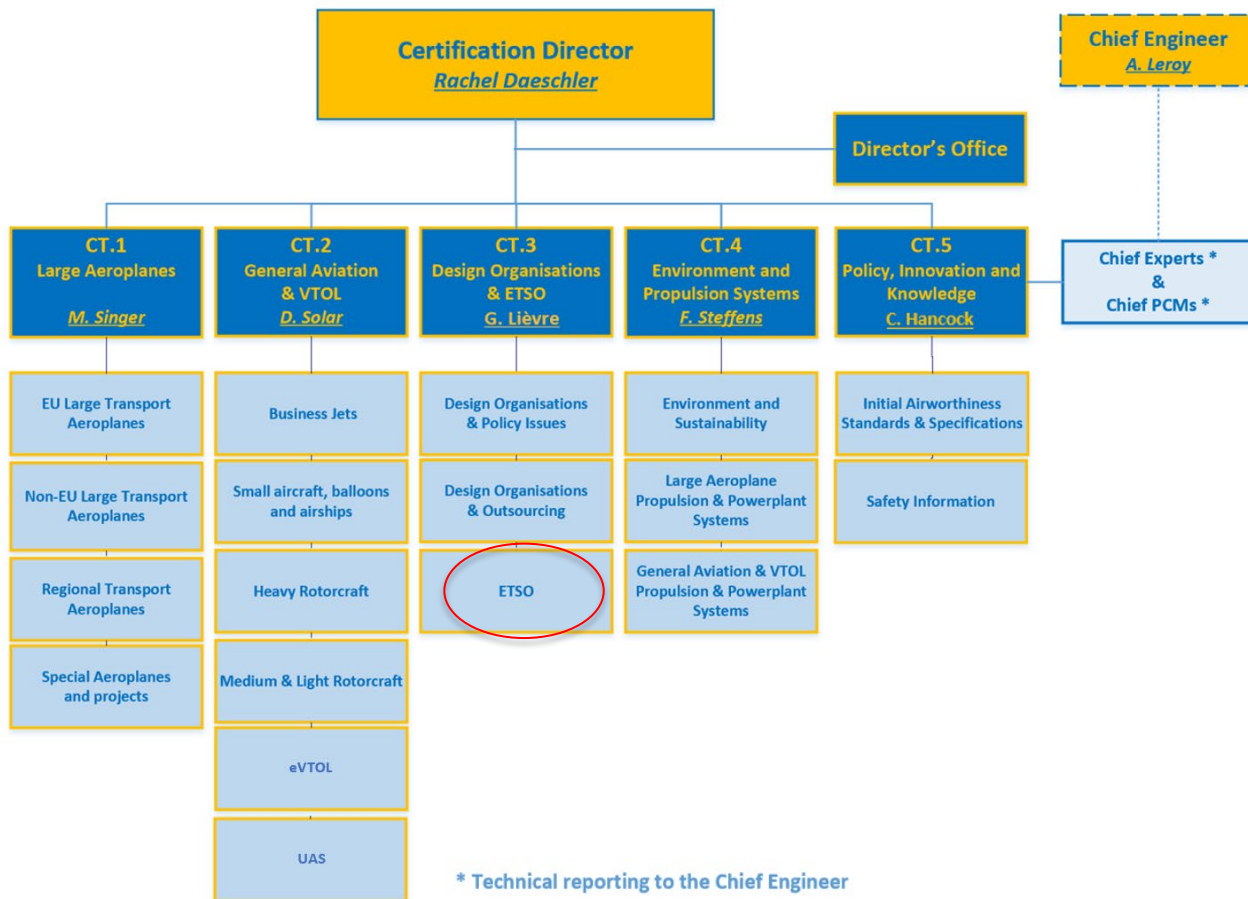 Certification Director
Rachel Daeschler
Chief Engineer
A. Leroy
Director's Office
CT.1
Large Aeroplanes
M. Singer
CT.2
General Aviation
& VTOL
D. Solar
CT.3
Design Organisations
& ETSO
G. Lièvre
CT.4
Environment and
Propulsion Systems
F. Steffens
CT.5
Policy, Innovation and
Knowledge
C. Hancock
Chief Experts *
&
Chief PCMs *
EU Large Transport
Aeroplanes
Non-EU Large Transport
Aeroplanes
Regional Transport
Aeroplanes
Special Aeroplanes
and projects
Business Jets
Small aircraft, balloons
and airships
Heavy Rotorcraft
Medium & Light Rotorcraft
eVTOL
UAS
Design Organisations
& Policy Issues
Design Organisations
& Outsourcing
ETSO
Environment and
Sustainability
Large Aeroplane
Propulsion & Powerplant
Systems
General Aviation & VTOL
Propulsion & Powerplant
Systems
Initial Airworthiness
Standards & Specifications
Safety Information
* Technical reporting to the Chief Engineer